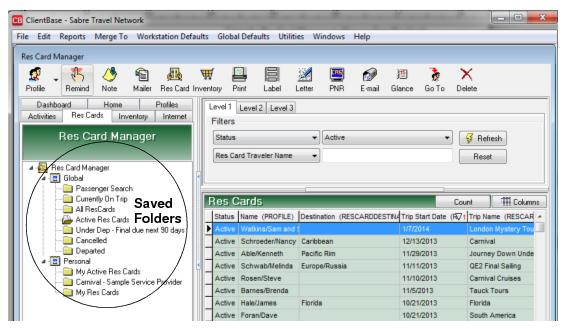 CB ClientBase - Sabre Travel Network
File Edit Reports Merge To Workstation Defaults Global Defaults Utilities Windows Help
Res Card Manager
Profile Remind Note Mailer Res Card Inventory Print Label Letter PNR E-mail Glance Go To Delete
Dashboard Home Profiles
Activities Res Cards Inventory Internet
Res Card Manager
Res Card Manager
Global
Passenger Search
Currently On Trip
All ResCards
Active Res Cards
Under Dep - Final due next 90 days
Cancelled
Departed
Personal
My Active Res Cards
Carnival - Sample Service Provider
My Res Cards
Saved
Folders
Level 1 Level 2 Level 3
Filters
Status Active Refresh
Res Card Traveler Name Reset
Res Cards Count Columns
Status Name (PROFILE) Destination (RESCARDDESTINA Trip Start Date Trip Name (RESCAR
Active Watkins/Sam and S 1/7/2014 London Mystery Tou
Active Schroeder/Nancy Caribbean 12/13/2013 Carnival
Active Able/Kenneth Pacific Rim 11/29/2013 Journey Down Unde
Active Schwab/Melinda Europe/Russia 11/11/2013 QE2 Final Sailing
Active Rosen/Steve 11/10/2013 Carnival Cruises
Active Barnes/Brenda 11/5/2013 Tauck Tours
Active Hale/James Florida 10/21/2013 Florida
Active Foran/Dave 10/21/2013 South America